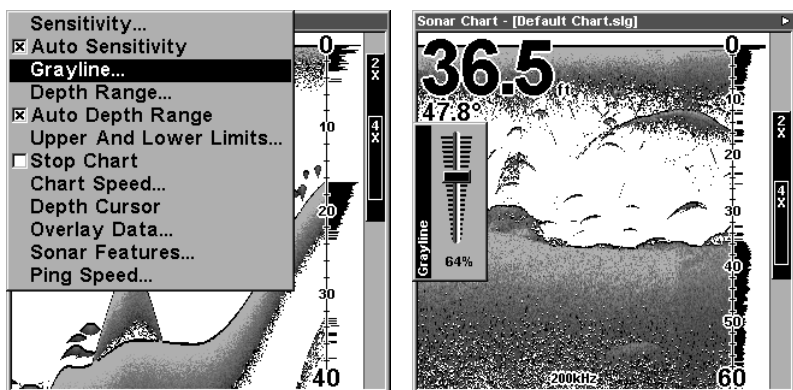 Sensitivity...
Auto Sensitivity
Grayline...
Depth Range...
Auto Depth Range
Upper And Lower Limits...
Stop Chart
Chart Speed...
Depth Cursor
Overlay Data...
Sonar Features...
Ping Speed...
0
10
20
30
40
2X
4X
Sonar Chart - [Default Chart.slg]
36.5 ft
47.8°
Grayline
64%
0
10
20
30
40
50
60
200kHz
2X
4X